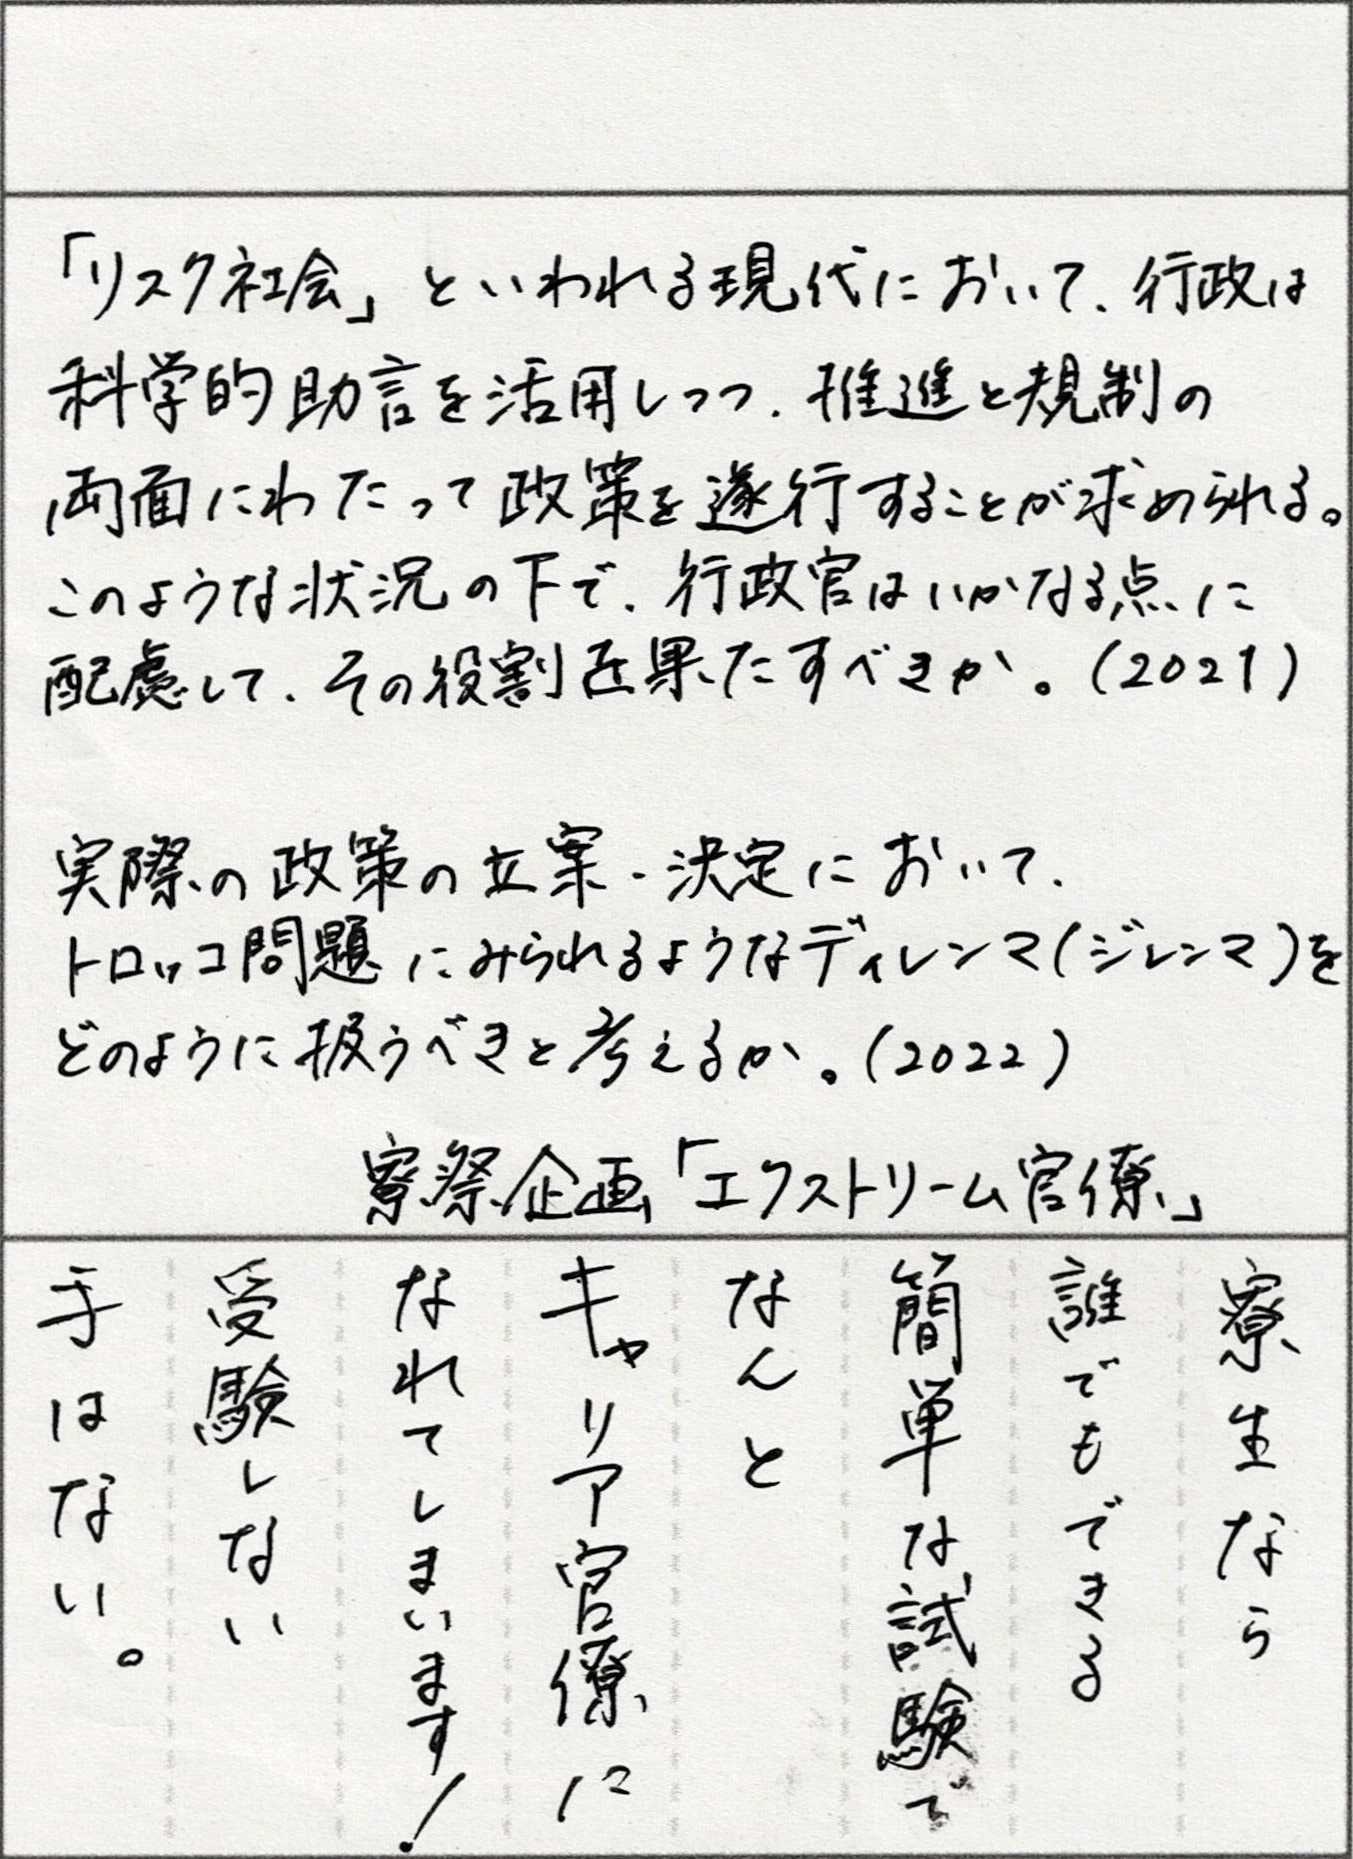 「リスク社会」といわれる現代において、行政は
科学的助言を活用しつつ、推進と規制の
両面にわたって政策を遂行することが求められる。
このような状況の下で、行政官はいかなる点に
配慮して、その役割を果たすべきか。(2021)
実際の政策の立案・決定において、
トロッコ問題にみられるようなディレンマ(ジレンマ)を
どのように扱うべきと考えるか。(2022)
寮祭企画「エクストリーム官僚」
寮生なら
誰でもできる
簡単な試験で
なんと
キャリア官僚に
なれてしまいます!
受験しない
手はない。